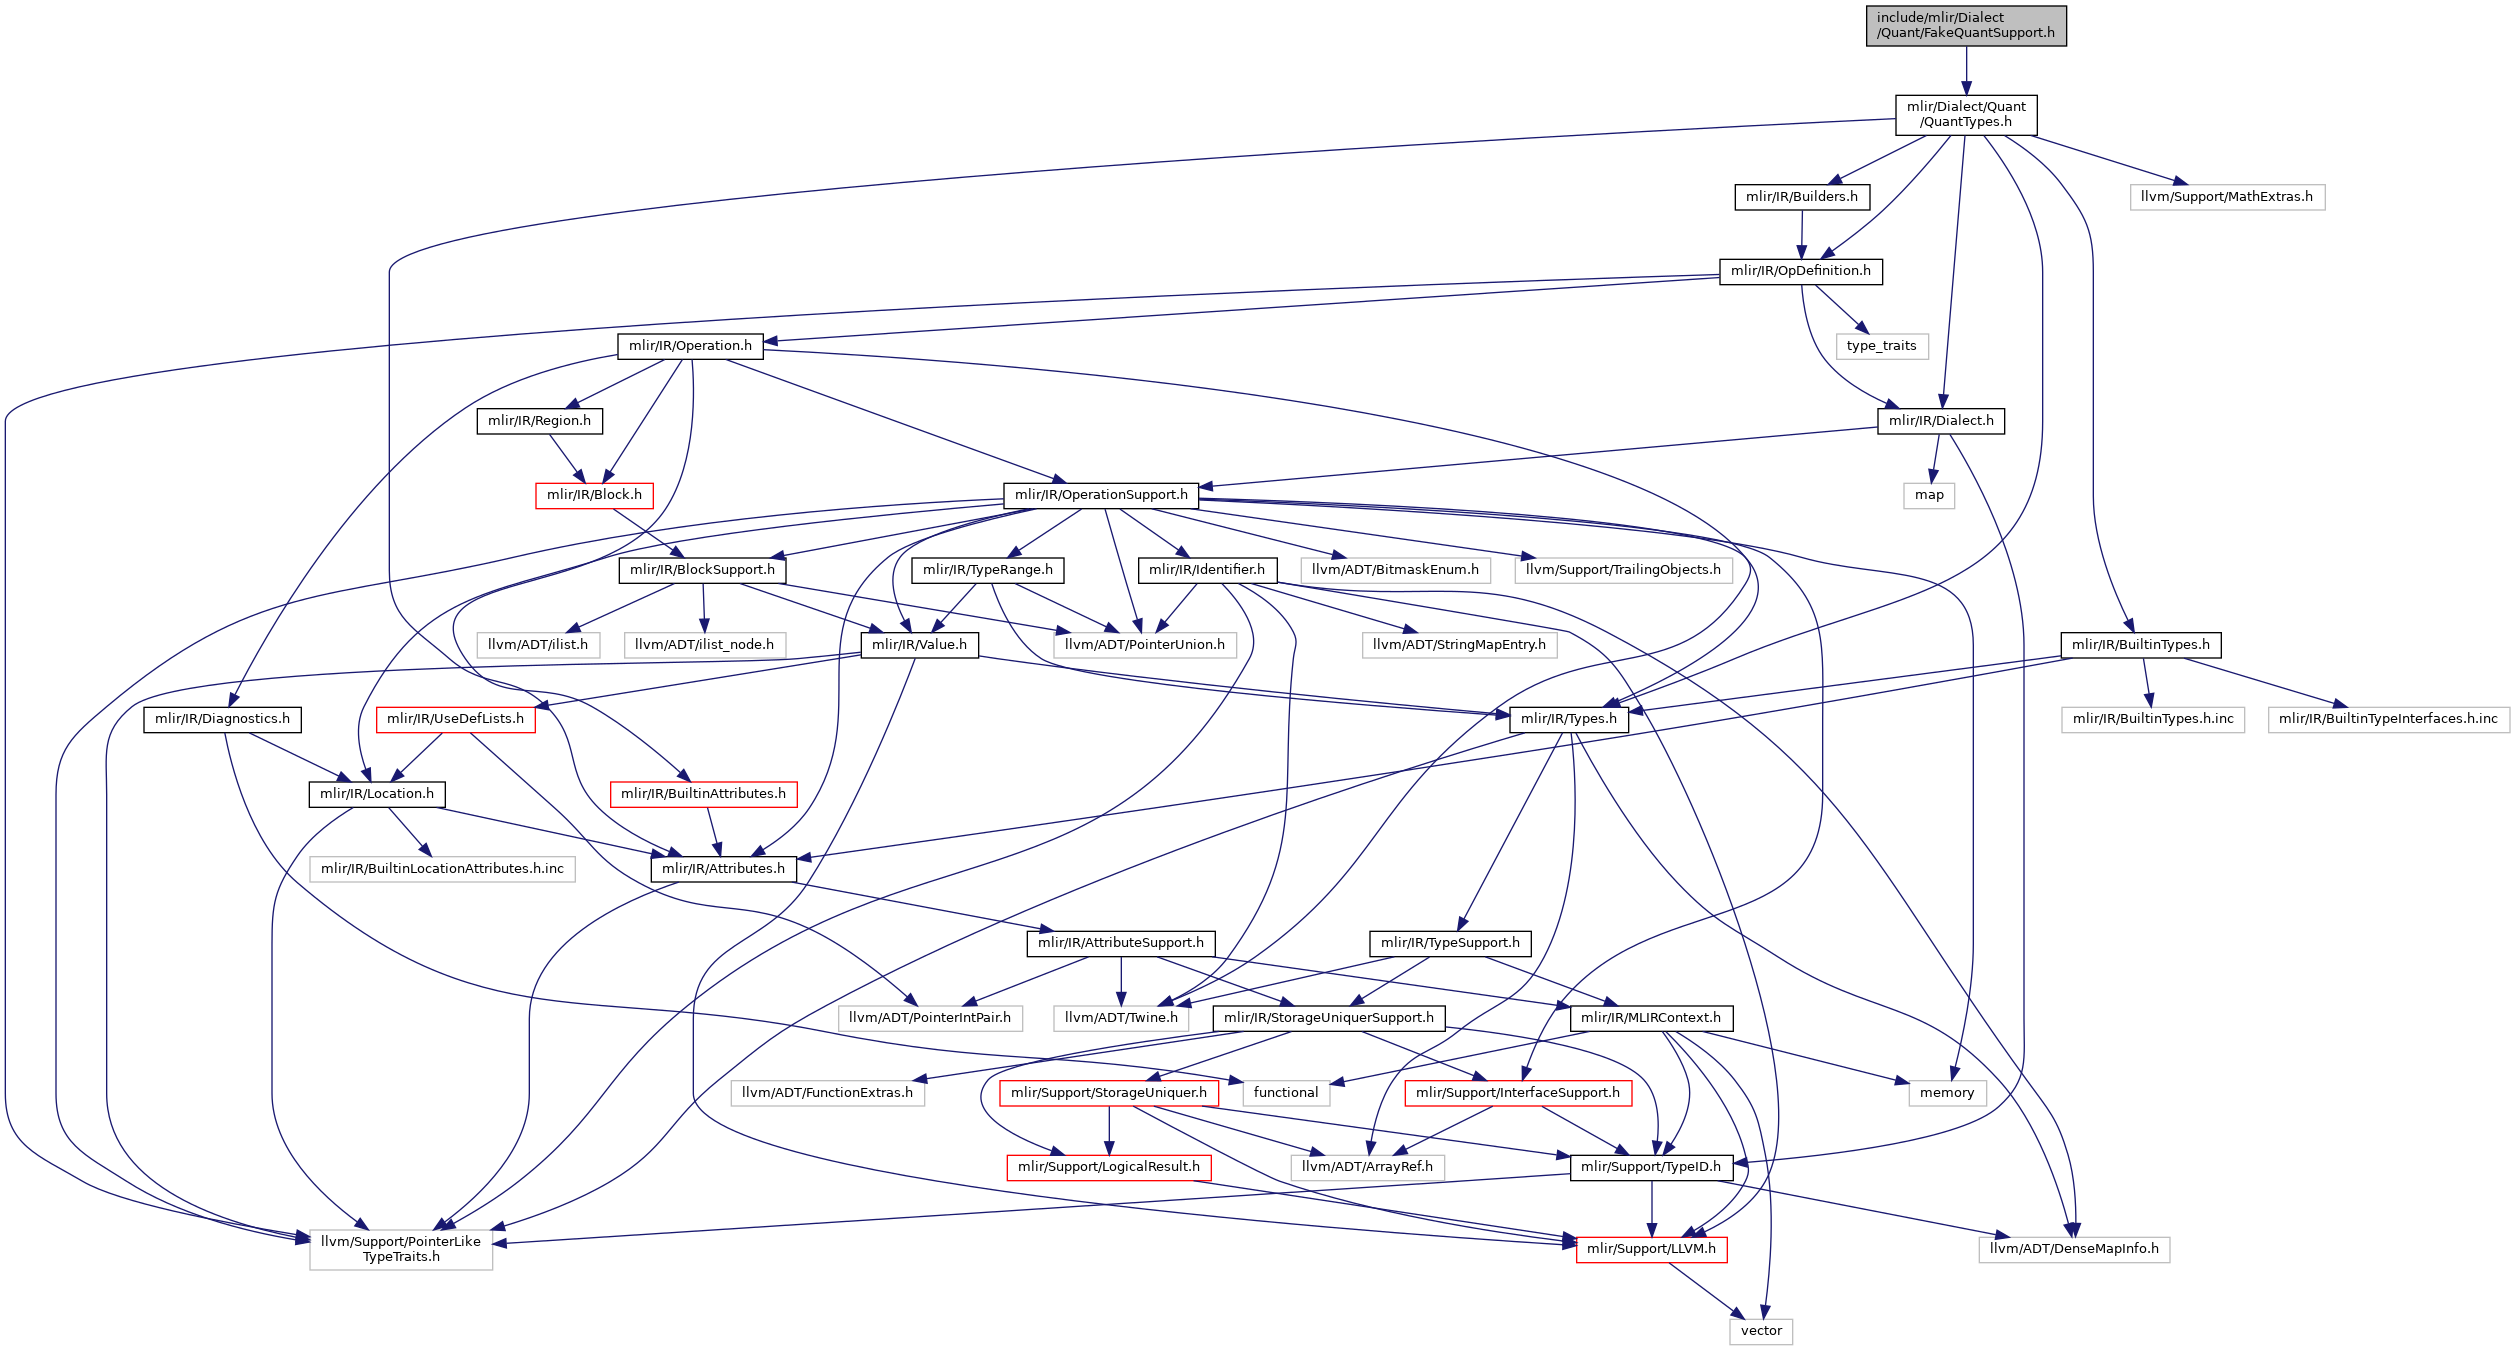 include/mlir/Dialect
/Quant/FakeQuantSupport.h
mlir/Dialect/Quant
/QuantTypes.h
mlir/IR/Builders.h
llvm/Support/MathExtras.h
mlir/IR/OpDefinition.h
mlir/IR/Operation.h
type_traits
mlir/IR/Region.h
mlir/IR/Dialect.h
mlir/IR/Block.h
mlir/IR/OperationSupport.h
map
mlir/IR/BlockSupport.h
mlir/IR/TypeRange.h
mlir/IR/Identifier.h
llvm/ADT/BitmaskEnum.h
llvm/Support/TrailingObjects.h
llvm/ADT/ilist.h
llvm/ADT/ilist_node.h
mlir/IR/Value.h
llvm/ADT/PointerUnion.h
llvm/ADT/StringMapEntry.h
mlir/IR/BuiltinTypes.h
mlir/IR/Diagnostics.h
mlir/IR/UseDefLists.h
mlir/IR/Types.h
mlir/IR/BuiltinTypes.h.inc
mlir/IR/BuiltinTypeInterfaces.h.inc
mlir/IR/Location.h
mlir/IR/BuiltinAttributes.h
mlir/IR/BuiltinLocationAttributes.h.inc
mlir/IR/Attributes.h
mlir/IR/AttributeSupport.h
mlir/IR/TypeSupport.h
llvm/ADT/PointerIntPair.h
llvm/ADT/Twine.h
mlir/IR/StorageUniquerSupport.h
mlir/IR/MLIRContext.h
llvm/ADT/FunctionExtras.h
mlir/Support/StorageUniquer.h
functional
mlir/Support/InterfaceSupport.h
memory
mlir/Support/LogicalResult.h
llvm/ADT/ArrayRef.h
mlir/Support/TypeID.h
llvm/Support/PointerLike
TypeTraits.h
mlir/Support/LLVM.h
llvm/ADT/DenseMapInfo.h
vector